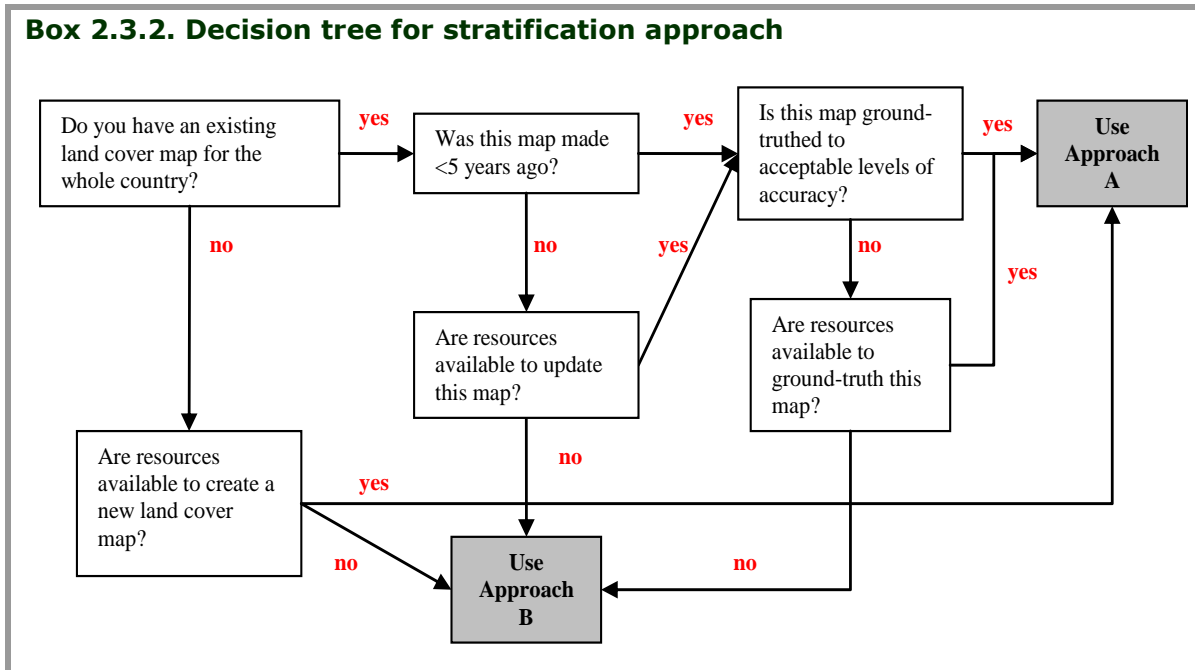 Box 2.3.2. Decision tree for stratification approach
Do you have an existing
land cover map for the
whole country?
yes
Was this map made
<5 years ago?
yes
Is this map ground-
truthed to
acceptable levels of
accuracy?
yes
Use
Approach
A
no
no
yes
no
yes
Are resources
available to update
this map?
Are resources
available to
ground-truth this
map?
Are resources
available to create a
new land cover
map?
yes
no
no
Use
Approach
B
no